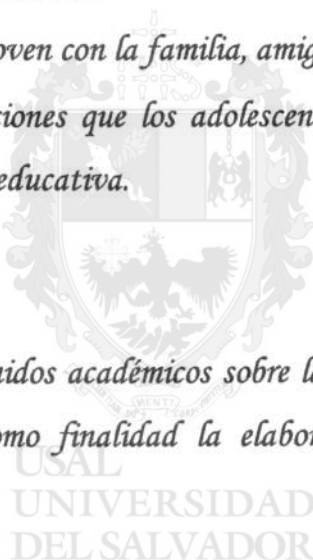 oven con la familia, amig
ciones que los adolescen
educativa.
nidos académicos sobre la
omo finalidad la elabor
USAL
UNIVERSIDAD
DEL SALVADOR